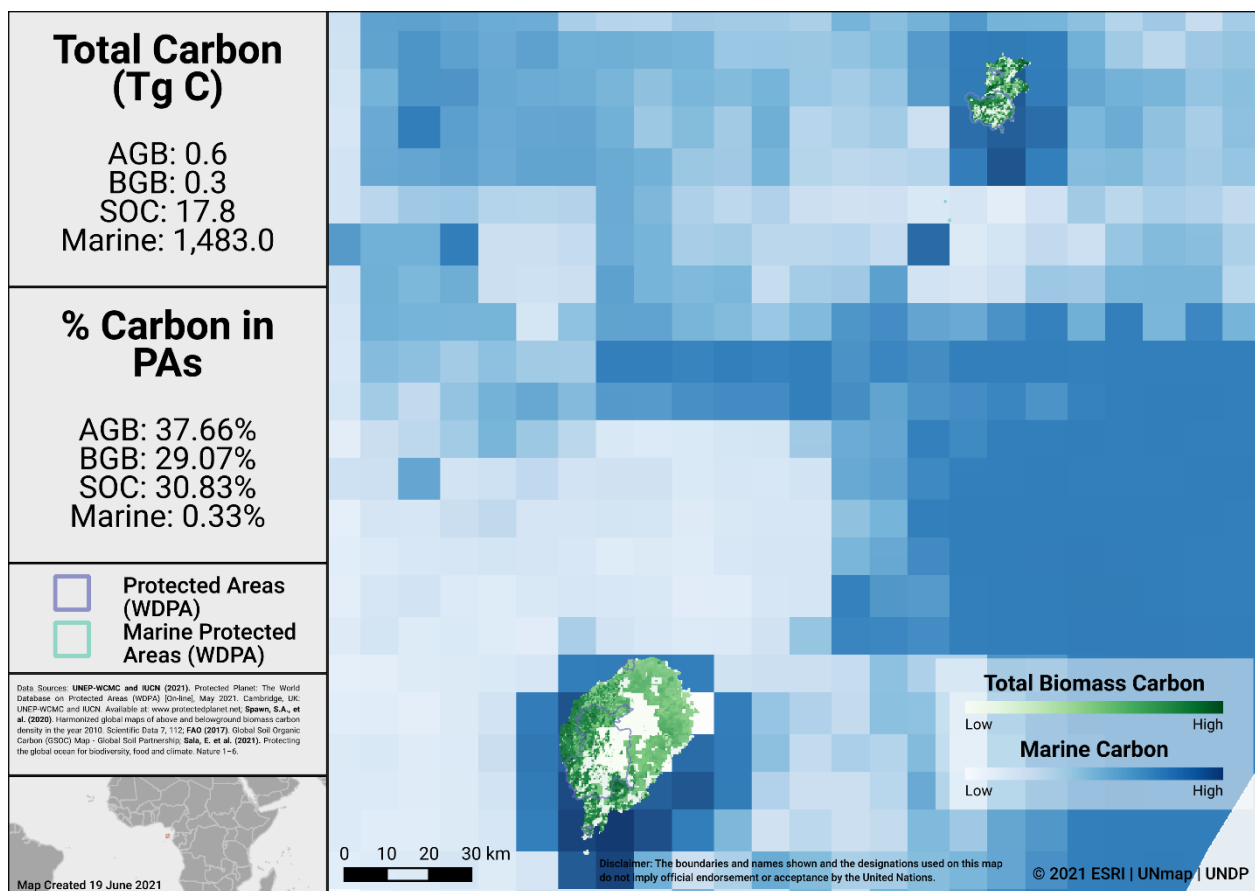 Total Carbon
(Tg C)
AGB: 0.6
BGB: 0.3
SOC: 17.8
Marine: 1,483.0
% Carbon in
PAs
AGB: 37.66%
BGB: 29.07%
SOC: 30.83%
Marine: 0.33%
Protected Areas
(WDPA)
Marine Protected
Areas (WDPA)
Data Sources: UNEP-WCMC and IUCN (2021). Protected Planet: The World
Database on Protected Areas (WDPA) [On-line], May 2021. Cambridge, UK:
UNEP-WCMC and IUCN. Available at: www.protectedplanet.net; Spawn, S.A., et
al. (2020). Harmonized global maps of above and belowground biomass carbon
density in the year 2010. Scientific Data 7, 112; FAO (2017). Global Soil Organic
Carbon (GSOC) Map - Global Soil Partnership; Sala, E. et al. (2021). Protecting
the global ocean for biodiversity, food and climate. Nature 1–6.
Map Created 19 June 2021
0 10 20 30 km
Disclaimer: The boundaries and names shown and the designations used on this map
do not imply official endorsement or acceptance by the United Nations.
Total Biomass Carbon
Low High
Marine Carbon
Low High
© 2021 ESRI | UNmap | UNDP